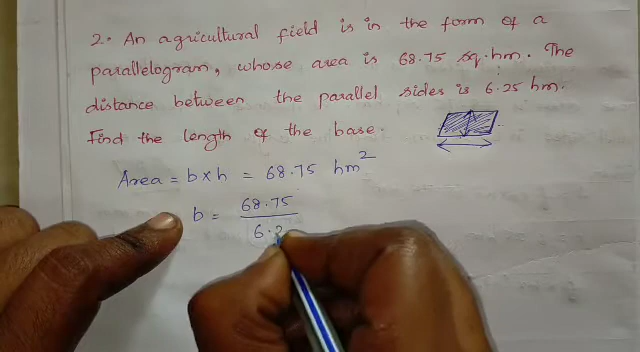 2. An agricultural field is in the form of a
parallelogram, whose area is 68.75 sq.hm. The
distance between the parallel sides is 6.25 hm.
Find the length of the base.
Area = b x h = 68.75 hm²
b = 68.75 / 6.2